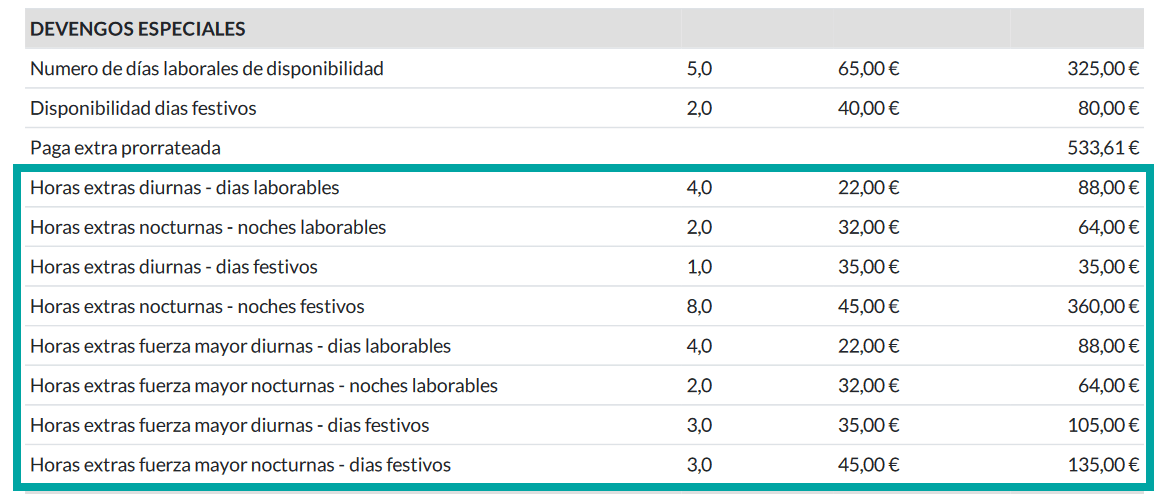 DEVENGOS ESPECIALES
Numero de días laborales de disponibilidad 5,0 65,00 € 325,00 €
Disponibilidad dias festivos 2,0 40,00 € 80,00 €
Paga extra prorrateada 533,61 €
Horas extras diurnas - dias laborables 4,0 22,00 € 88,00 €
Horas extras nocturnas - noches laborables 2,0 32,00 € 64,00 €
Horas extras diurnas - dias festivos 1,0 35,00 € 35,00 €
Horas extras nocturnas - noches festivos 8,0 45,00 € 360,00 €
Horas extras fuerza mayor diurnas - dias laborables 4,0 22,00 € 88,00 €
Horas extras fuerza mayor nocturnas - noches laborables 2,0 32,00 € 64,00 €
Horas extras fuerza mayor diurnas - dias festivos 3,0 35,00 € 105,00 €
Horas extras fuerza mayor nocturnas - dias festivos 3,0 45,00 € 135,00 €